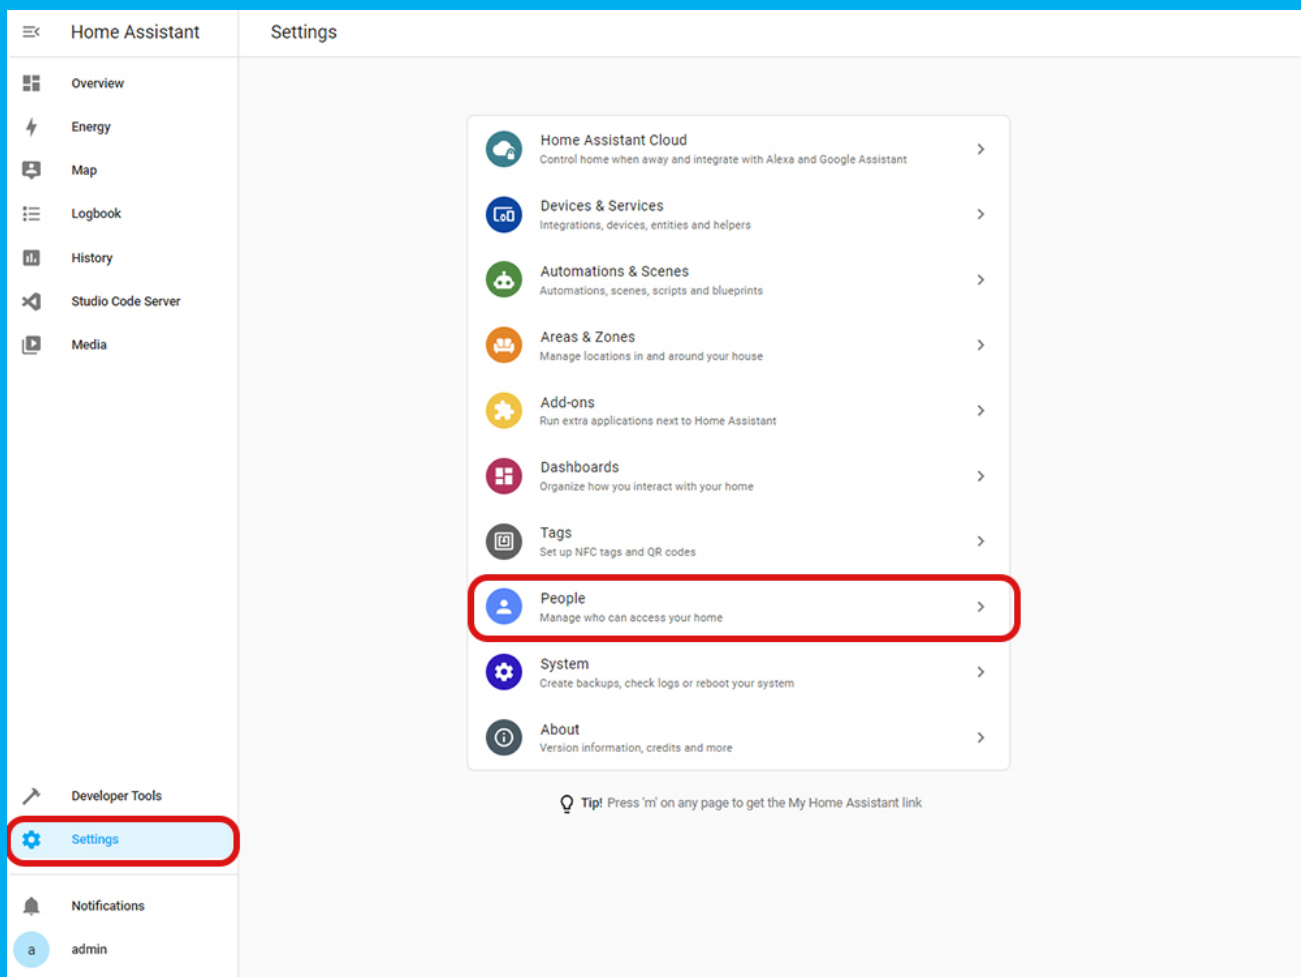 Home Assistant
Settings
Overview
Energy
Map
Logbook
History
Studio Code Server
Media
Developer Tools
Settings
Notifications
a
admin
Home Assistant Cloud
Control home when away and integrate with Alexa and Google Assistant
Devices & Services
Integrations, devices, entities and helpers
Automations & Scenes
Automations, scenes, scripts and blueprints
Areas & Zones
Manage locations in and around your house
Add-ons
Run extra applications next to Home Assistant
Dashboards
Organize how you interact with your home
Tags
Set up NFC tags and QR codes
People
Manage who can access your home
System
Create backups, check logs or reboot your system
About
Version information, credits and more
Tip! Press 'm' on any page to get the My Home Assistant link